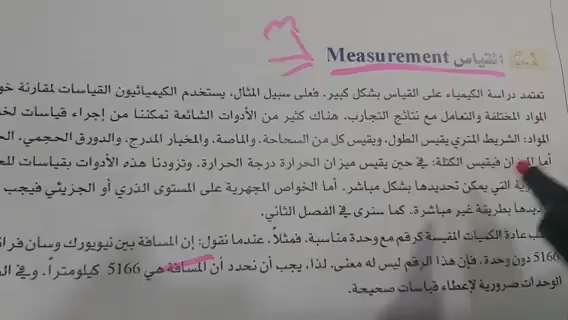 5.1 القياس Measurement
تعتمد دراسة الكيمياء على القياس بشكل كبير. فعلى سبيل المثال، يستخدم الكيميائيون القياسات لمقارنة
المواد المختلفة والتعامل مع نتائج التجارب. هناك كثير من الأدوات الشائعة تمكننا من إجراء قياسات
المواد: الشريط المتري يقيس الطول. ويقيس كل من السحاحة. والماصة. والمخبار المدرج. والدورق الحجمي.
أما الميزان فيقيس الكتلة: في حين يقيس ميزان الحرارة درجة الحرارة. وتزودنا هذه الأدوات بقياسات
التي يمكن تحديدها بشكل مباشر. أما الخواص المجهرية على المستوى الذري أو الجزيئي فيجب
بطريقة غير مباشرة. كما سنرى في الفصل الثاني.
عادة الكميات المقيسة كرقم مع وحدة مناسبة. فمثلاً. عندما نقول: إن المسافة بين نيويورك وسان
5166 دون وحدة. فإن هذا الرقم ليس له معنى. لذا، يجب أن نحدد أن المسافة هي 5166 كيلومتراً. وفي
الوحدات ضرورية لإعطاء قياسات صحيحة.